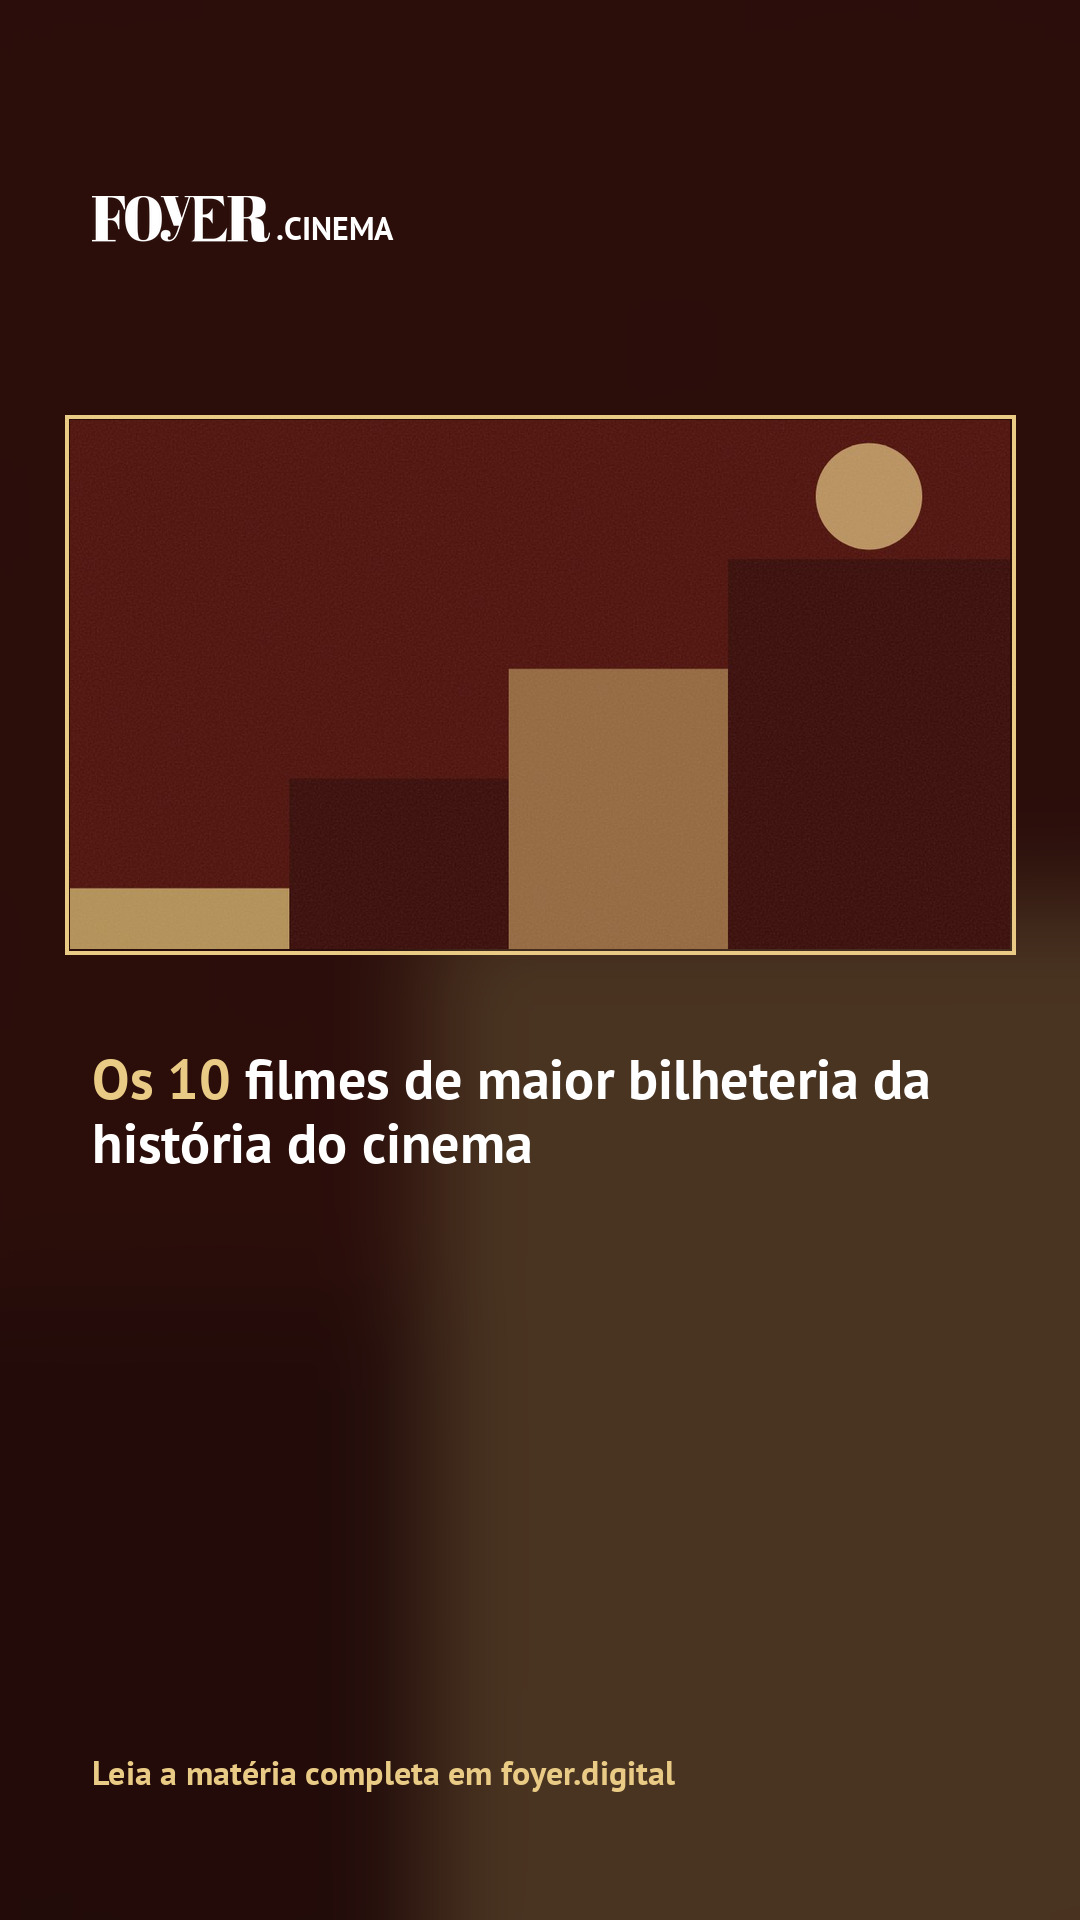 FOYER .CINEMA
Os 10 filmes de maior bilheteria da
história do cinema
Leia a matéria completa em foyer.digital